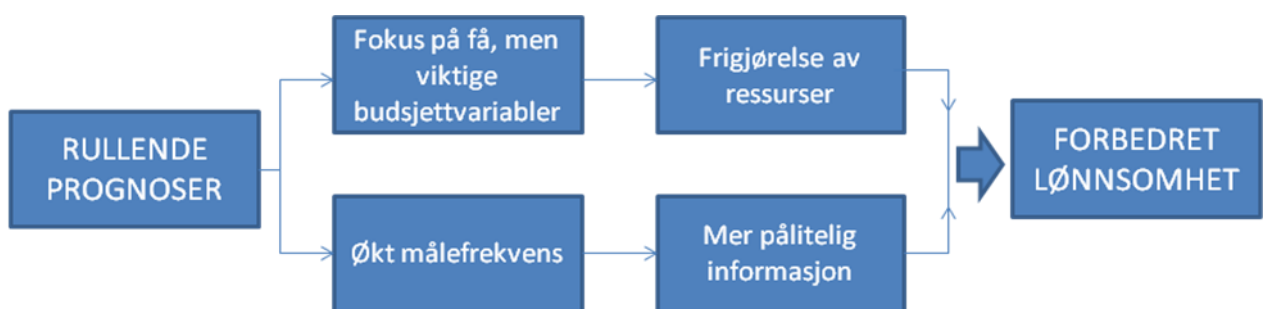 RULLENDE
PROGNOSER
Fokus på få, men
viktige
budsjettvariabler
Frigjørelse av
ressurser
Økt målefrekvens
Mer pålitelig
informasjon
FORBEDRET
LØNNSOMHET